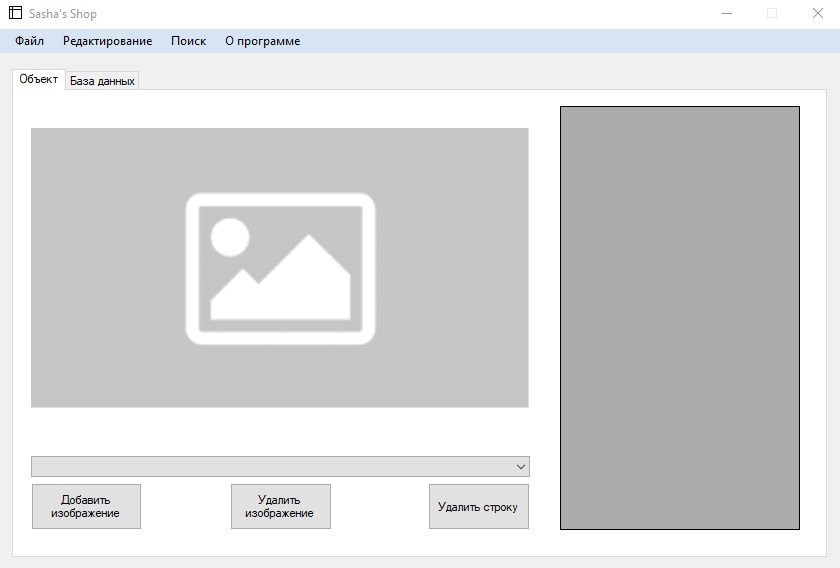 Sasha's Shop
Файл Редактирование Поиск О программе
Объект База данных
Добавить изображение
Удалить изображение
Удалить строку